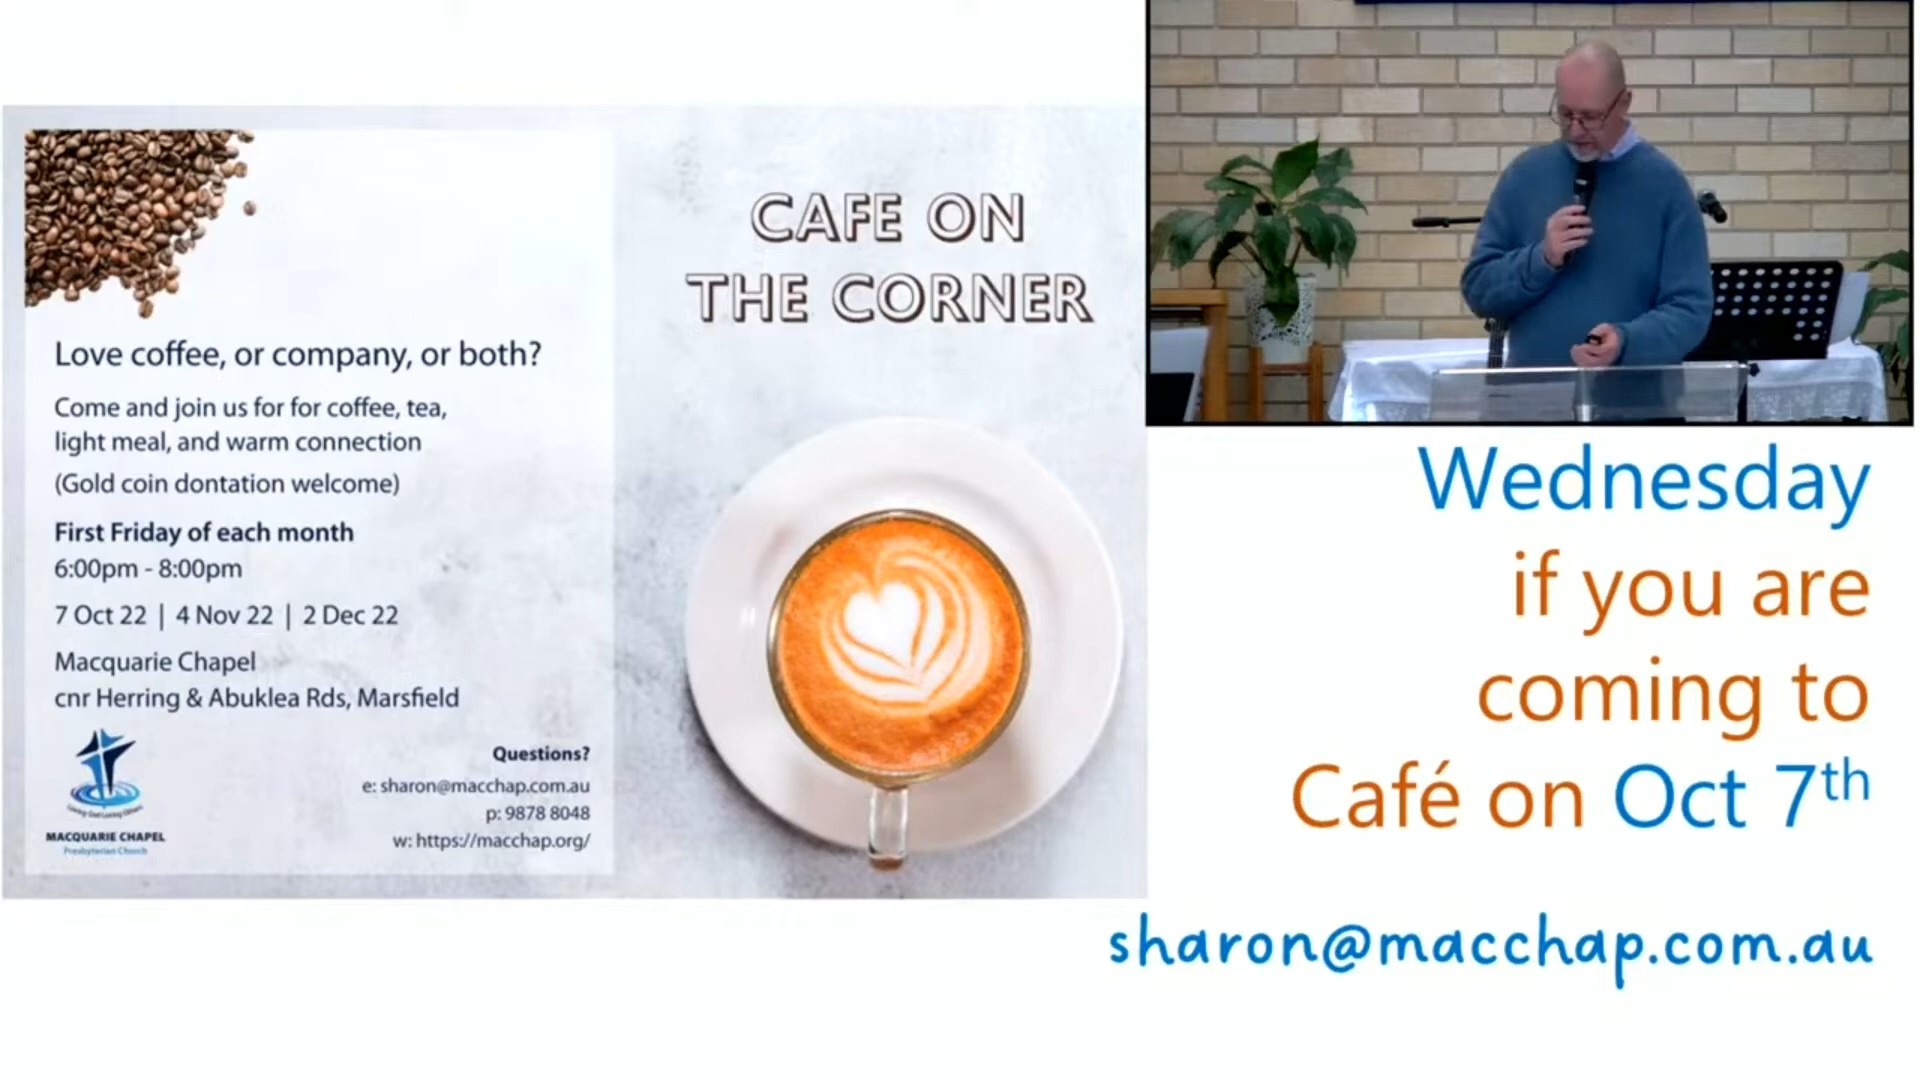 CAFE ON
THE CORNER
Love coffee, or company, or both?
Come and join us for for coffee, tea,
light meal, and warm connection
(Gold coin dontation welcome)
First Friday of each month
6:00pm - 8:00pm
7 Oct 22 | 4 Nov 22 | 2 Dec 22
Macquarie Chapel
cnr Herring & Abuklea Rds, Marsfield
Loving God Loving Others
MACQUARIE CHAPEL
Presbyterian Church
Questions?
e: sharon@macchap.com.au
p: 9878 8048
w: https://macchap.org/
Wednesday
if you are
coming to
Café on Oct 7th
sharon@macchap.com.au